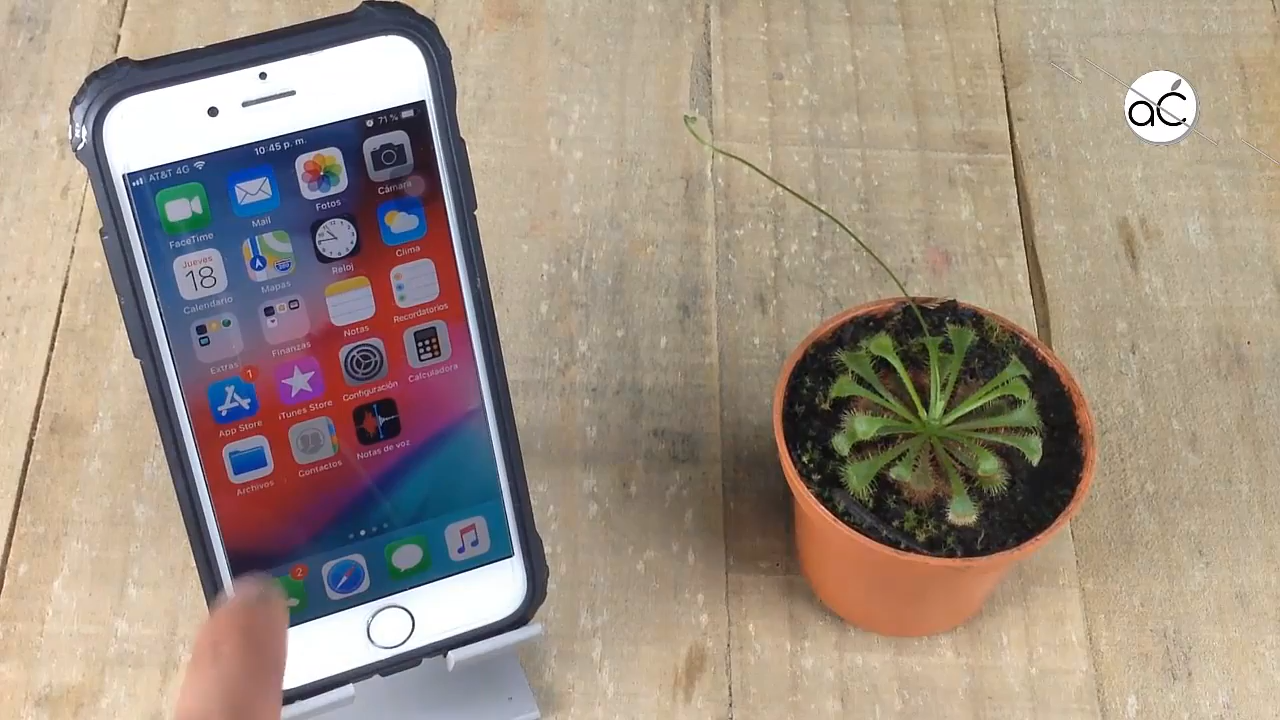 aC
AT&T 4G
10:45 p. m.
71 %
FaceTime
Mail
Fotos
Cámara
Jueves
18
Calendario
Mapas
Reloj
Clima
Extras
Finanzas
Notas
Recordatorios
1
App Store
iTunes Store
Configuración
Calculadora
Archivos
Contactos
Notas de voz
2